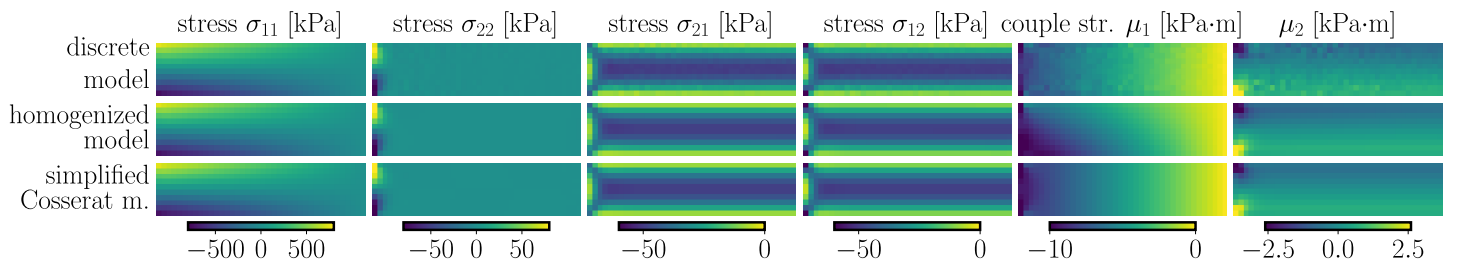 stress σ₁₁ [kPa] stress σ₂₂ [kPa] stress σ₂₁ [kPa] stress σ₁₂ [kPa] couple str. μ₁ [kPa·m] μ₂ [kPa·m]
discrete
model
homogenized
model
simplified
Cosserat m.
−500 0 500 −50 0 50 −50 0 −50 0 −10 0 −2.5 0.0 2.5